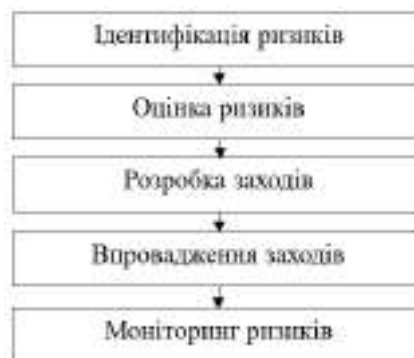 Ідентифікація ризиків
Оцінка ризиків
Розробка заходів
Впровадження заходів
Моніторинг ризиків